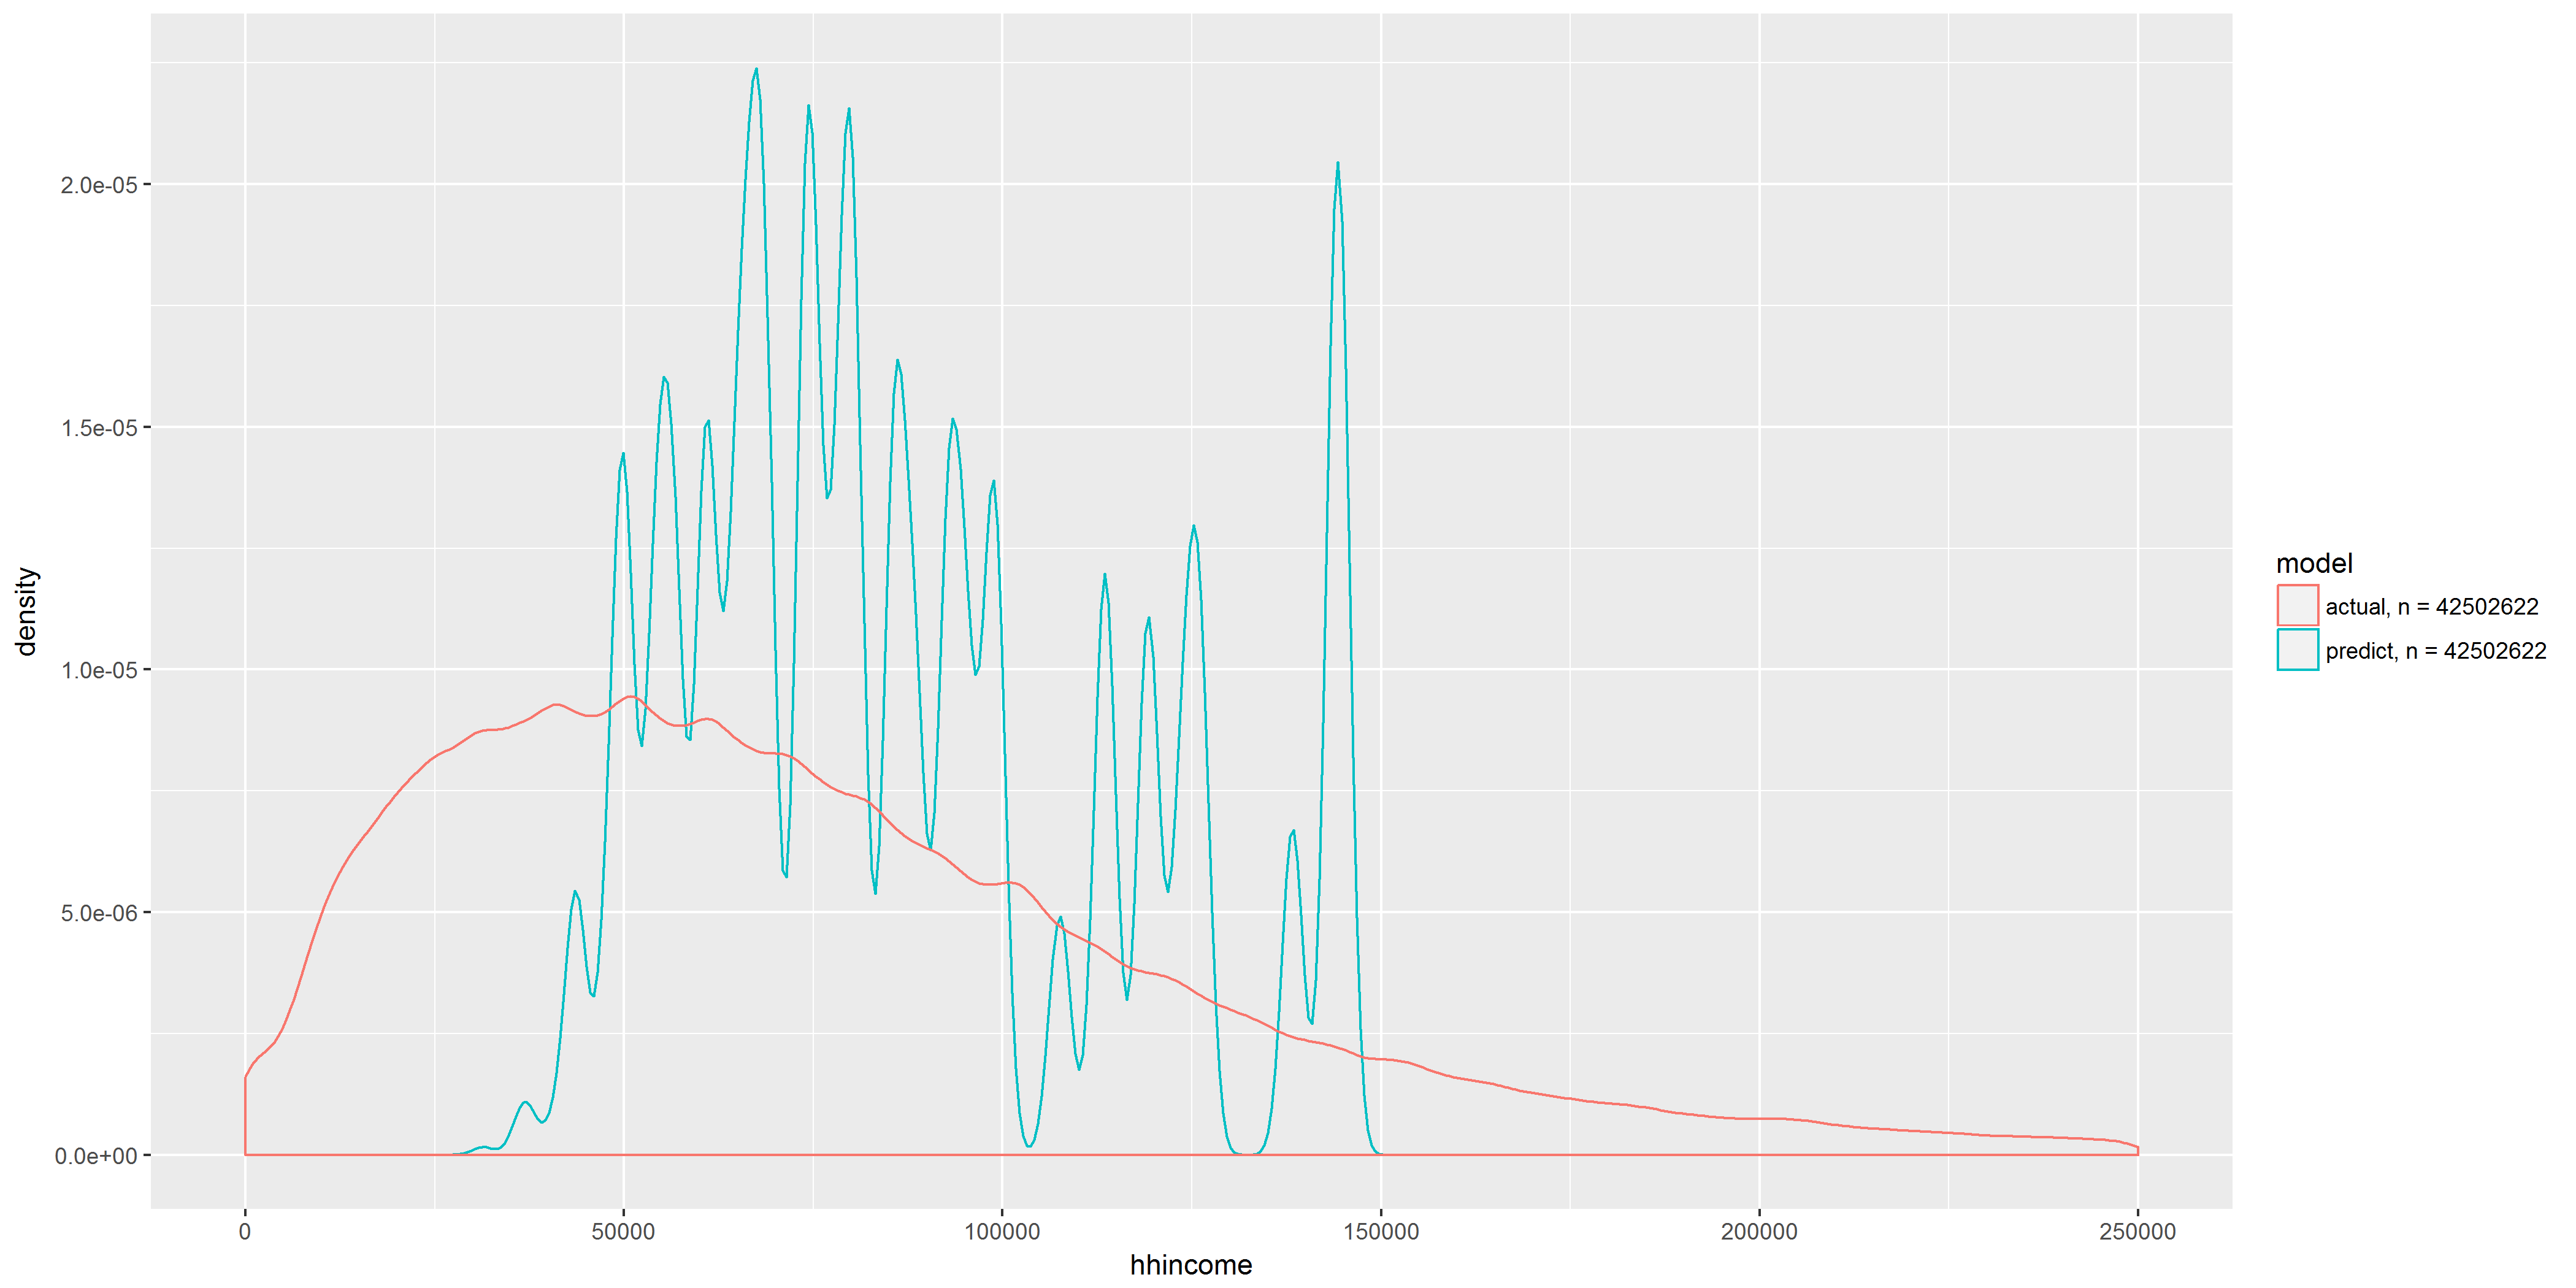 density
2.0e-05
1.5e-05
1.0e-05
5.0e-06
0.0e+00
0 50000 100000 150000 200000 250000
hhincome
model
actual, n = 42502622
predict, n = 42502622